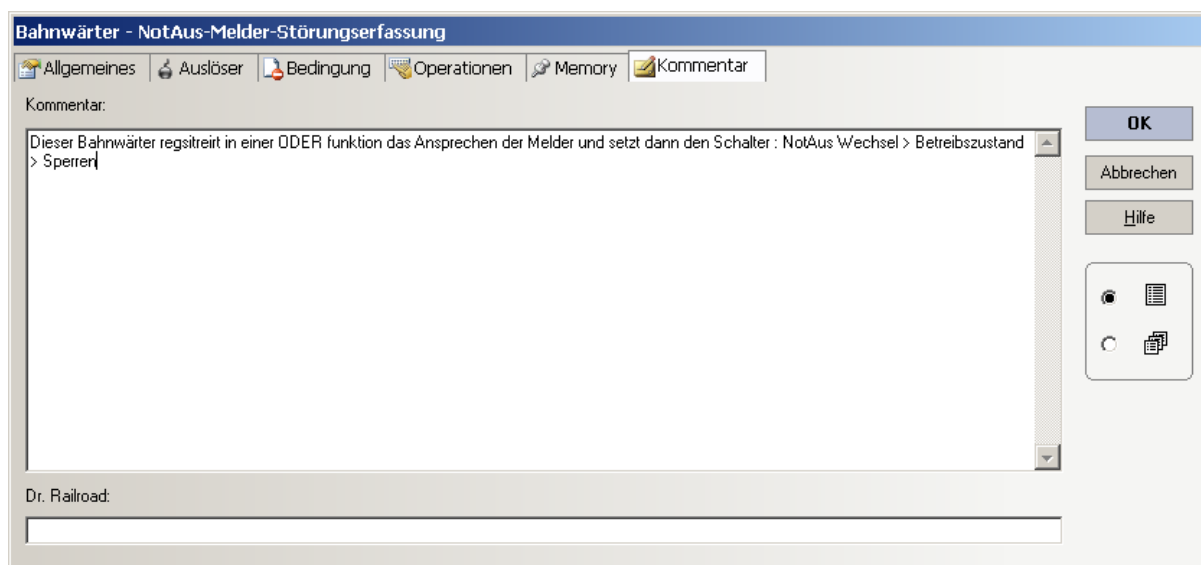 Bahnwärter - NotAus-Melder-Störungserfassung
Allgemeines Auslöser Bedingung Operationen Memory Kommentar
Kommentar:
Dieser Bahnwärter regsitreirt in einer ODER funktion das Ansprechen der Melder und setzt dann den Schalter : NotAus Wechsel > Betreibszustand
> Sperren
OK
Abbrechen
Hilfe
Dr. Railroad: